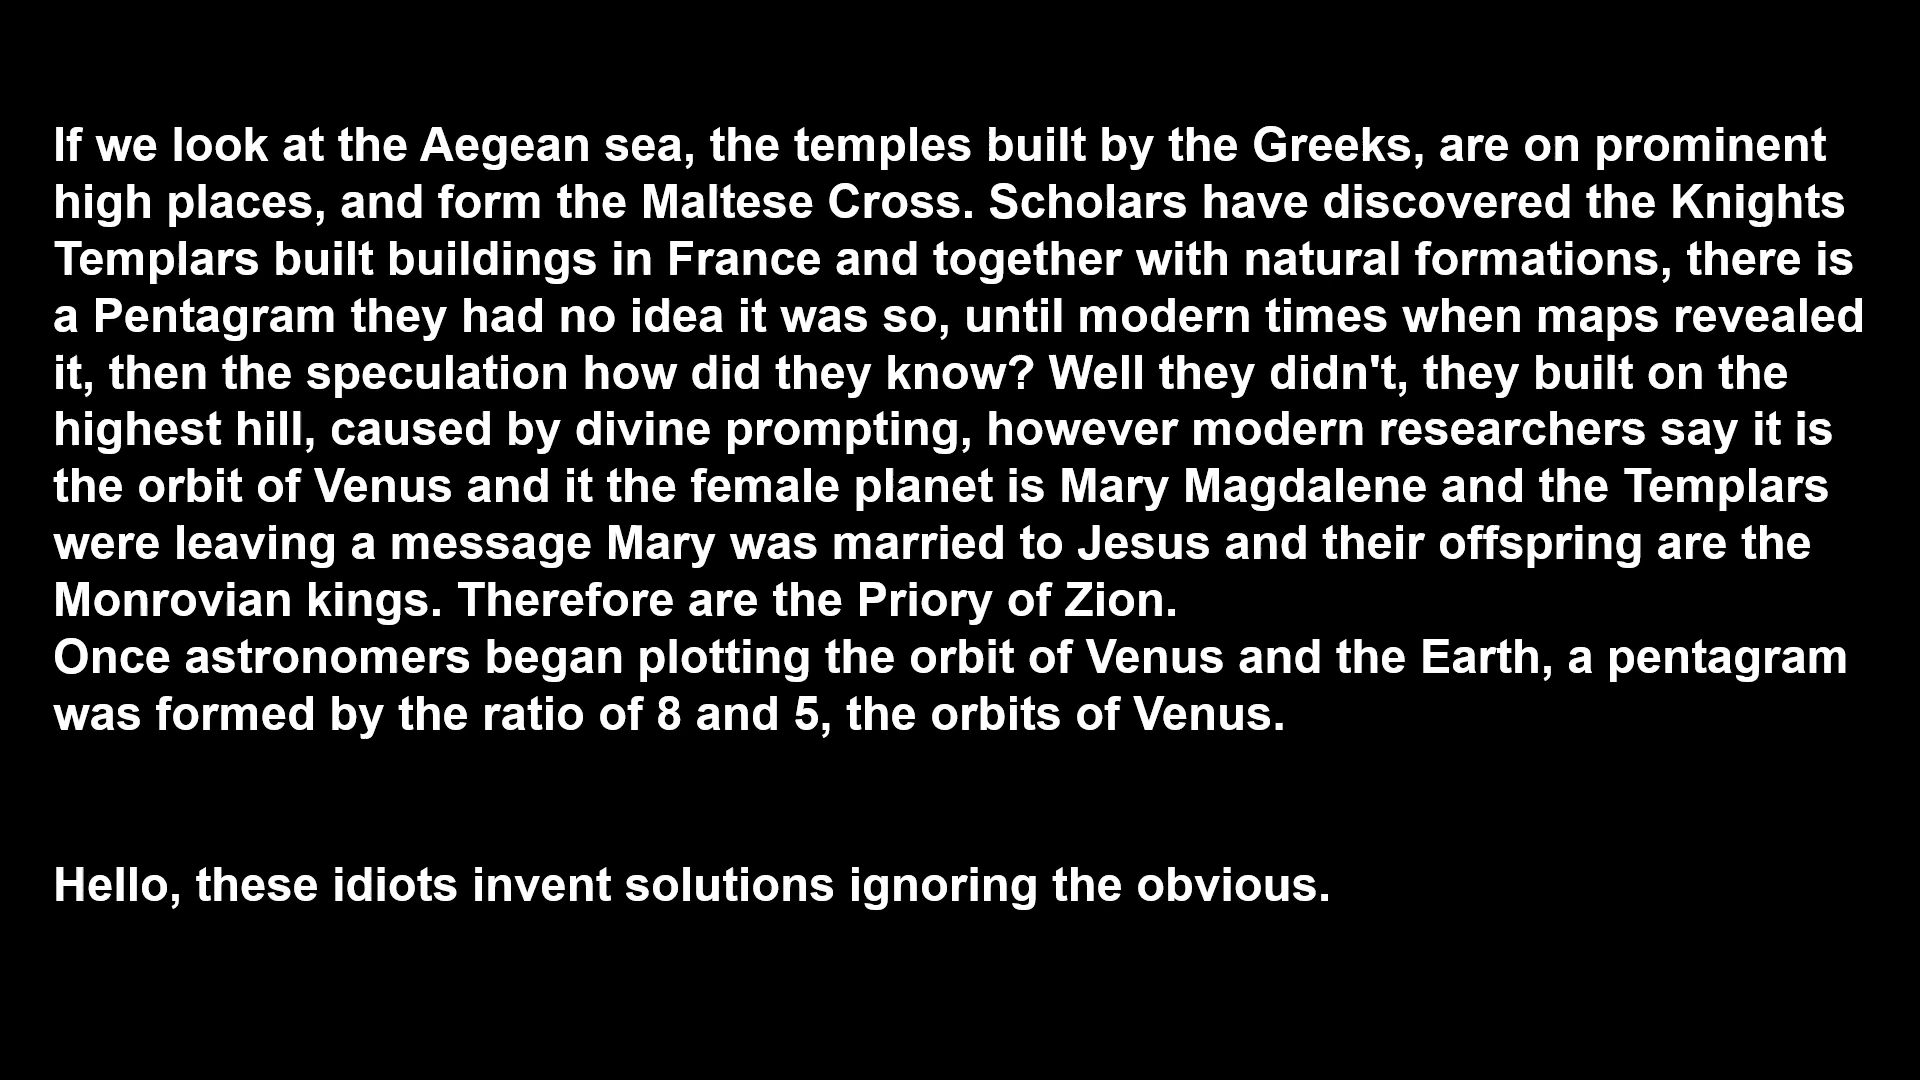 If we look at the Aegean sea, the temples built by the Greeks, are on prominent
high places, and form the Maltese Cross. Scholars have discovered the Knights
Templars built buildings in France and together with natural formations, there is
a Pentagram they had no idea it was so, until modern times when maps revealed
it, then the speculation how did they know? Well they didn't, they built on the
highest hill, caused by divine prompting, however modern researchers say it is
the orbit of Venus and it the female planet is Mary Magdalene and the Templars
were leaving a message Mary was married to Jesus and their offspring are the
Monrovian kings. Therefore are the Priory of Zion.
Once astronomers began plotting the orbit of Venus and the Earth, a pentagram
was formed by the ratio of 8 and 5, the orbits of Venus.
Hello, these idiots invent solutions ignoring the obvious.